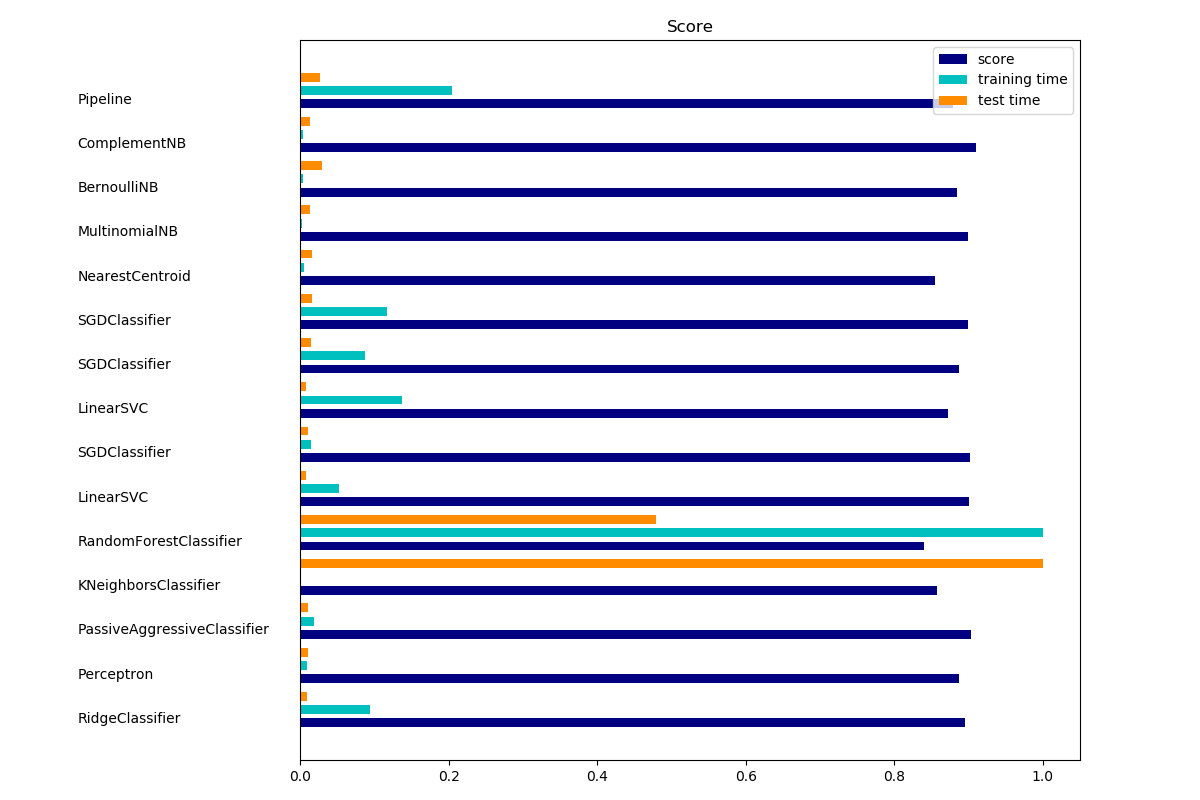 Score
score
training time
test time
Pipeline
ComplementNB
BernoulliNB
MultinomialNB
NearestCentroid
SGDClassifier
SGDClassifier
LinearSVC
SGDClassifier
LinearSVC
RandomForestClassifier
KNeighborsClassifier
PassiveAggressiveClassifier
Perceptron
RidgeClassifier
0.0 0.2 0.4 0.6 0.8 1.0